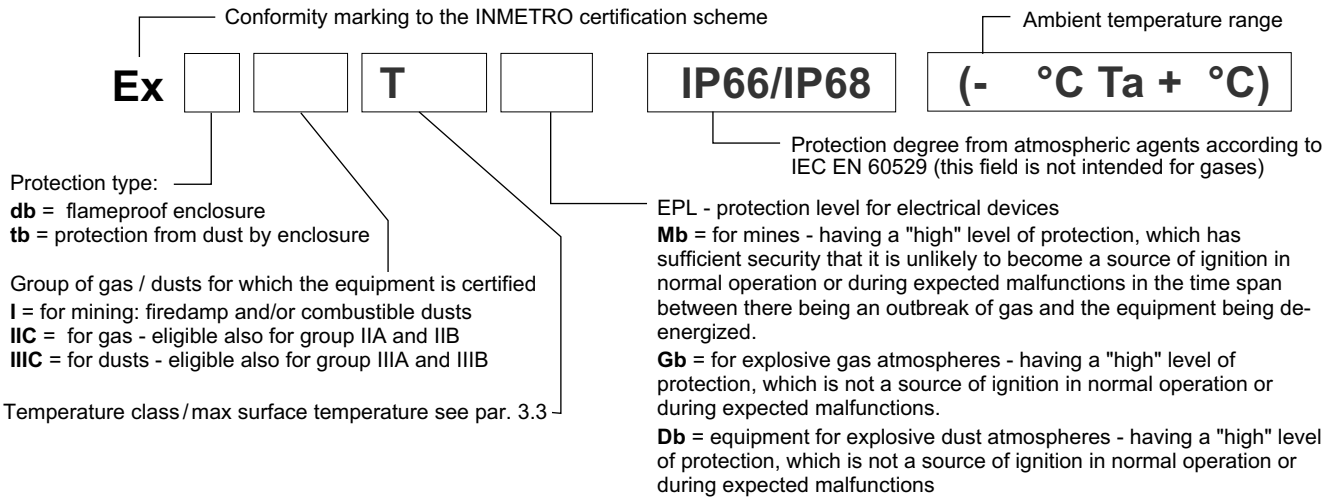 Conformity marking to the INMETRO certification scheme
Ambient temperature range
Ex T IP66/IP68 (- °C Ta + °C)
Protection degree from atmospheric agents according to
IEC EN 60529 (this field is not intended for gases)
Protection type:
db = flameproof enclosure
tb = protection from dust by enclosure
Group of gas / dusts for which the equipment is certified
I = for mining: firedamp and/or combustible dusts
IIC = for gas - eligible also for group IIA and IIB
IIIC = for dusts - eligible also for group IIIA and IIIB
Temperature class/max surface temperature see par. 3.3
EPL - protection level for electrical devices
Mb = for mines - having a "high" level of protection, which has
sufficient security that it is unlikely to become a source of ignition in
normal operation or during expected malfunctions in the time span
between there being an outbreak of gas and the equipment being de-
energized.
Gb = for explosive gas atmospheres - having a "high" level of
protection, which is not a source of ignition in normal operation or
during expected malfunctions.
Db = equipment for explosive dust atmospheres - having a "high" level
of protection, which is not a source of ignition in normal operation or
during expected malfunctions